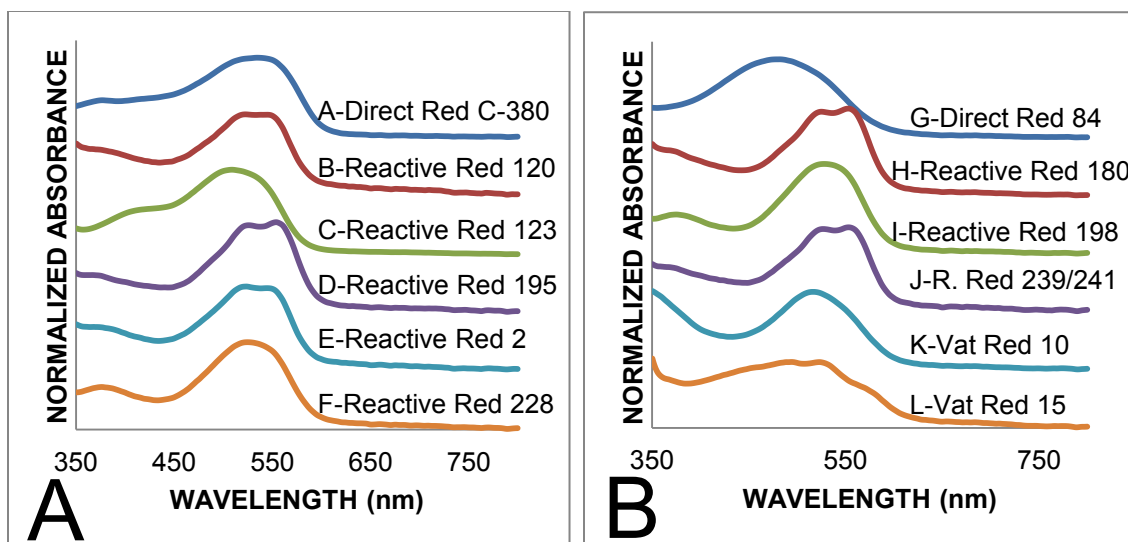 NORMALIZED ABSORBANCE
A-Direct Red C-380
B-Reactive Red 120
C-Reactive Red 123
D-Reactive Red 195
E-Reactive Red 2
F-Reactive Red 228
350 450 550 650 750
WAVELENGTH (nm)
A
NORMALIZED ABSORBANCE
G-Direct Red 84
H-Reactive Red 180
I-Reactive Red 198
J-R. Red 239/241
K-Vat Red 10
L-Vat Red 15
350 550 750
WAVELENGTH (nm)
B